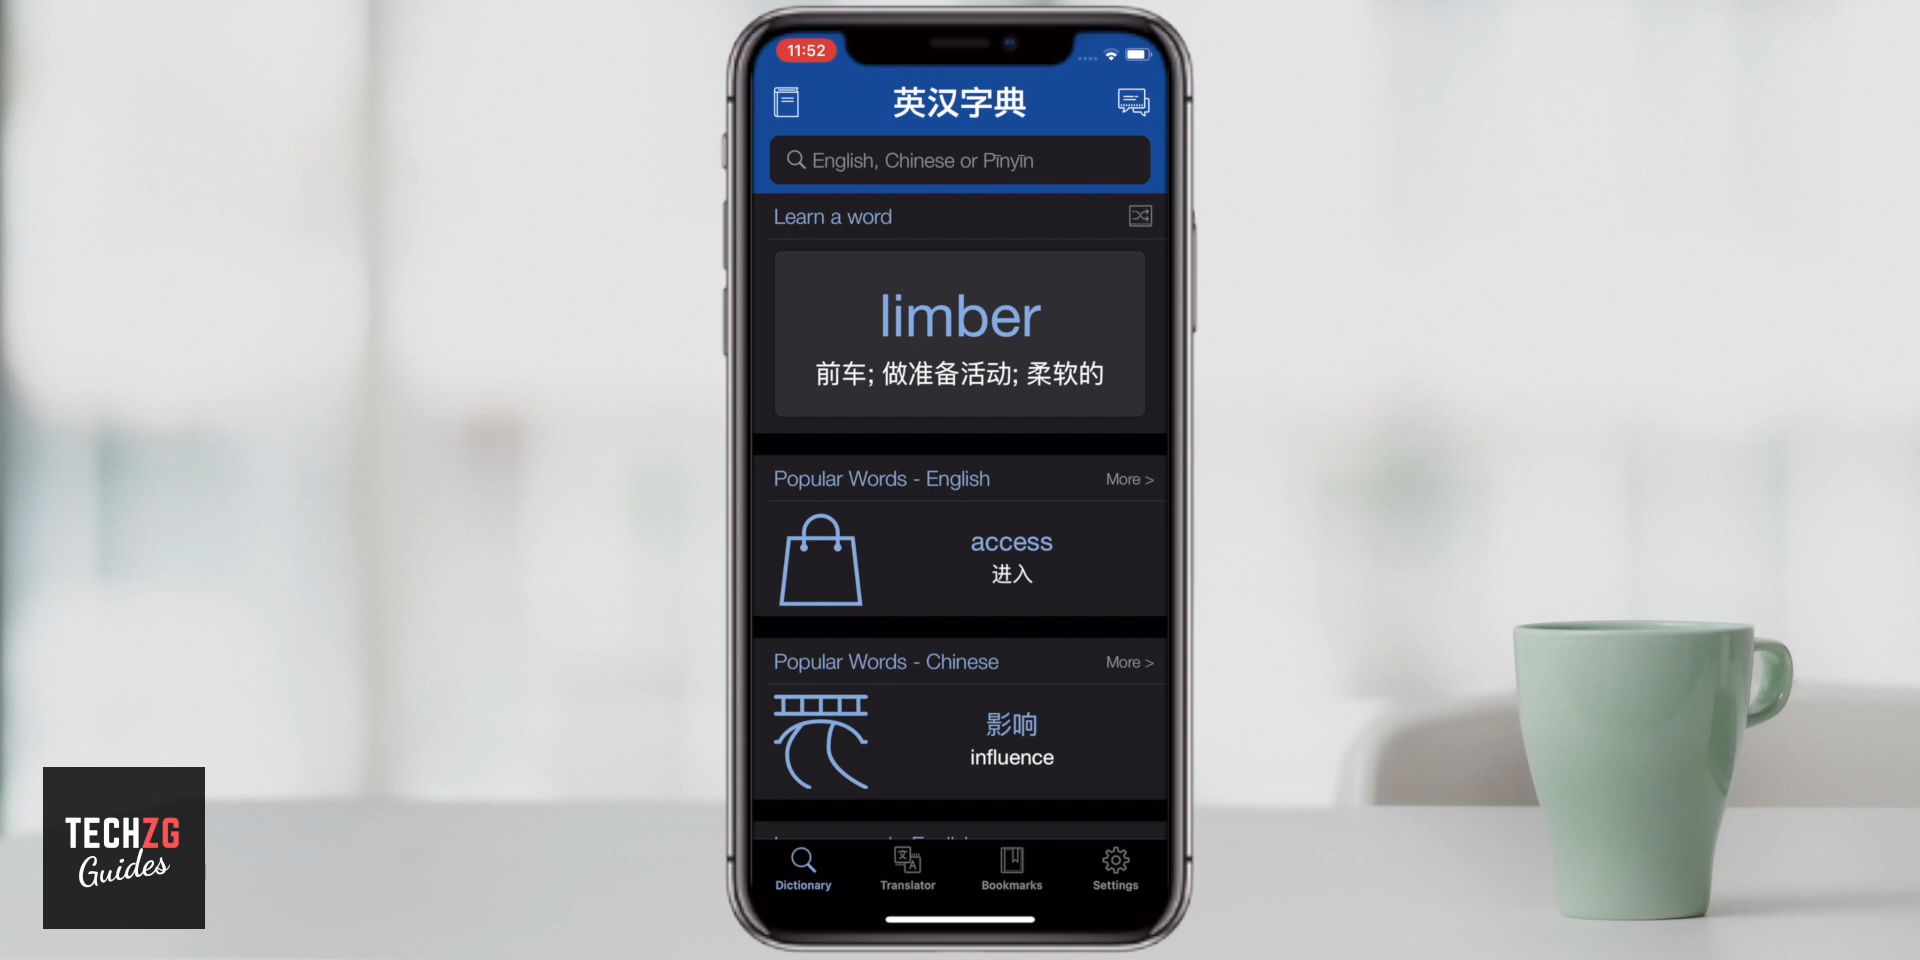 11:52
英汉字典
English, Chinese or Pīnyīn
Learn a word
limber
前车; 做准备活动; 柔软的
Popular Words - English
More >
access
进入
Popular Words - Chinese
More >
影响
influence
Dictionary
Translator
Bookmarks
Settings
TECHZG
Guides